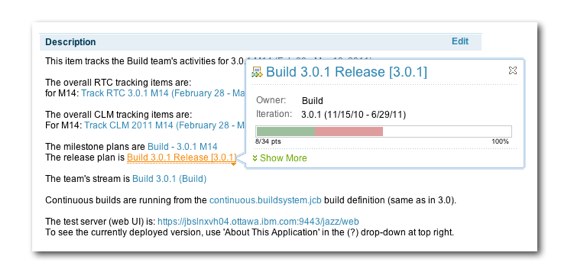 Description
Edit
This item tracks the Build team's activities for 3.0.
The overall RTC tracking items are:
for M14: Track RTC 3.0.1 M14 (February 28 - Ma
The overall CLM tracking items are:
For M14: Track CLM 2011 M14 (February 28 - M
The milestone plans are Build - 3.0.1 M14
The release plan is Build 3.0.1 Release [3.0.1]
The team's stream is Build 3.0.1 (Build)
Continuous builds are running from the continuous.buildsystem.jcb build definition (same as in 3.0).
The test server (web UI) is: https://jbslnxvh04.ottawa.ibm.com:9443/jazz/web
To see the currently deployed version, use 'About This Application' in the (?) drop-down at top right.
Build 3.0.1 Release [3.0.1]
Owner: Build
Iteration: 3.0.1 (11/15/10 - 6/29/11)
8/34 pts 100%
Show More